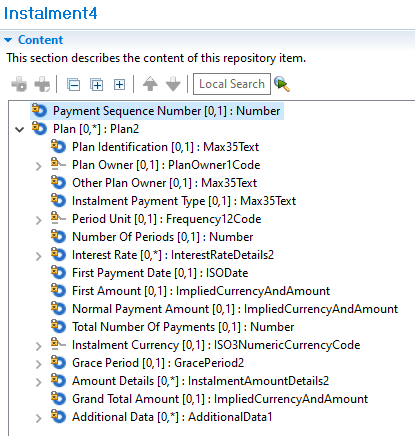 Instalment4
Content
This section describes the content of this repository item.
Local Search
Payment Sequence Number [0,1] : Number
Plan [0,*] : Plan2
Plan Identification [0,1] : Max35Text
Plan Owner [0,1] : PlanOwner1Code
Other Plan Owner [0,1] : Max35Text
Instalment Payment Type [0,1] : Max35Text
Period Unit [0,1] : Frequency12Code
Number Of Periods [0,1] : Number
Interest Rate [0,*] : InterestRateDetails2
First Payment Date [0,1] : ISODate
First Amount [0,1] : ImpliedCurrencyAndAmount
Normal Payment Amount [0,1] : ImpliedCurrencyAndAmount
Total Number Of Payments [0,1] : Number
Instalment Currency [0,1] : ISO3NumericCurrencyCode
Grace Period [0,1] : GracePeriod2
Amount Details [0,*] : InstalmentAmountDetails2
Grand Total Amount [0,1] : ImpliedCurrencyAndAmount
Additional Data [0,*] : AdditionalData1